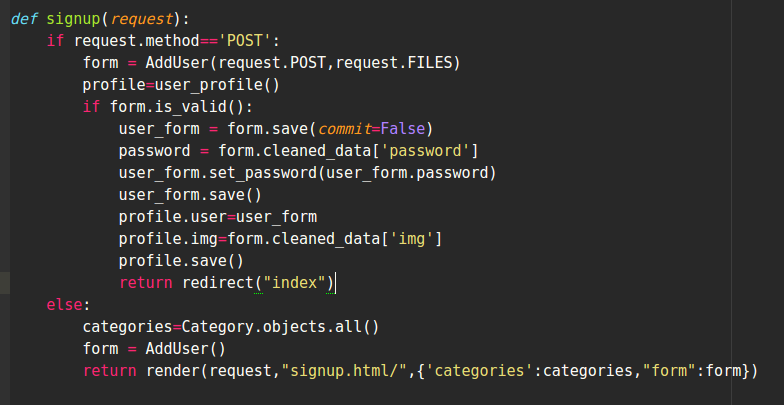 def signup(request):
    if request.method=='POST':
        form = AddUser(request.POST,request.FILES)
        profile=user_profile()
        if form.is_valid():
            user_form = form.save(commit=False)
            password = form.cleaned_data['password']
            user_form.set_password(user_form.password)
            user_form.save()
            profile.user=user_form
            profile.img=form.cleaned_data['img']
            profile.save()
            return redirect("index")
    else:
        categories=Category.objects.all()
        form = AddUser()
        return render(request,"signup.html/",{'categories':categories,"form":form})